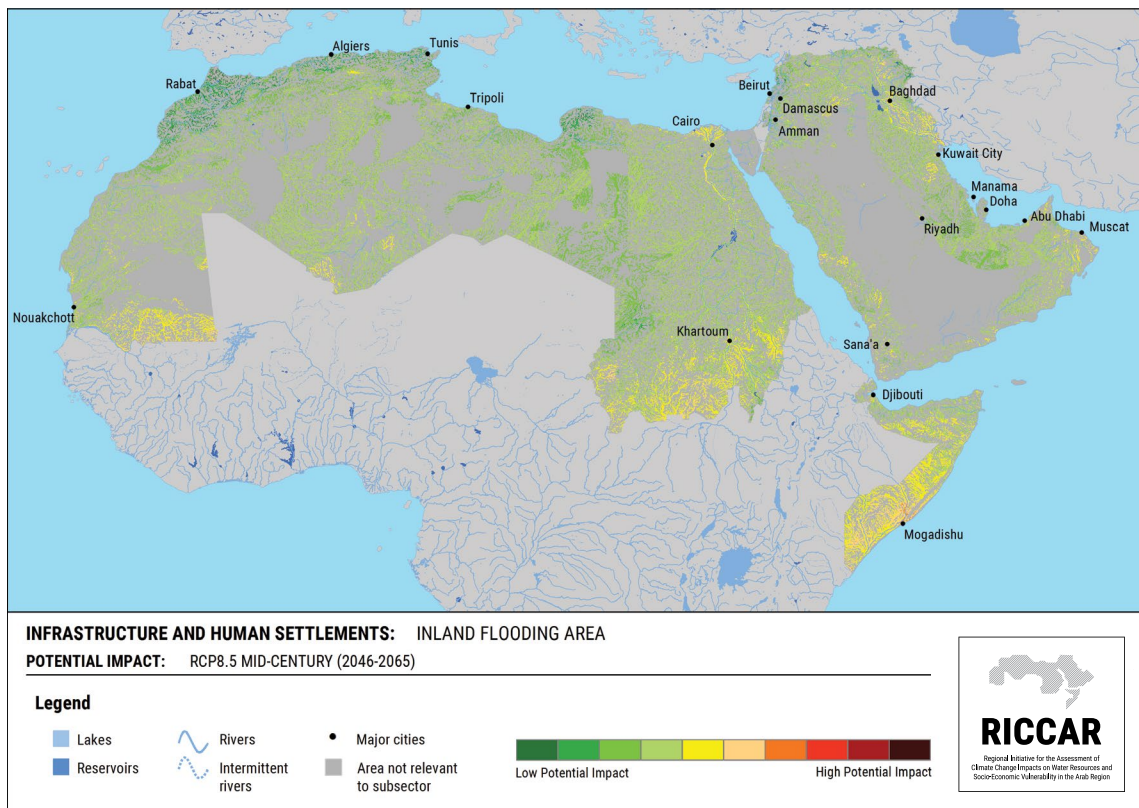 Algiers
Tunis
Rabat
Tripoli
Beirut
Baghdad
Damascus
Amman
Cairo
Kuwait City
Manama
Doha
Abu Dhabi
Riyadh
Muscat
Nouakchott
Khartoum
Sana'a
Djibouti
Mogadishu
INFRASTRUCTURE AND HUMAN SETTLEMENTS: INLAND FLOODING AREA
POTENTIAL IMPACT: RCP8.5 MID-CENTURY (2046-2065)
Legend
Lakes
Reservoirs
Rivers
Intermittent
rivers
Major cities
Area not relevant
to subsector
Low Potential Impact
High Potential Impact
RICCAR
Regional Initiative for the Assessment of
Climate Change Impacts on Water Resources and
Socio-Economic Vulnerability in the Arab Region